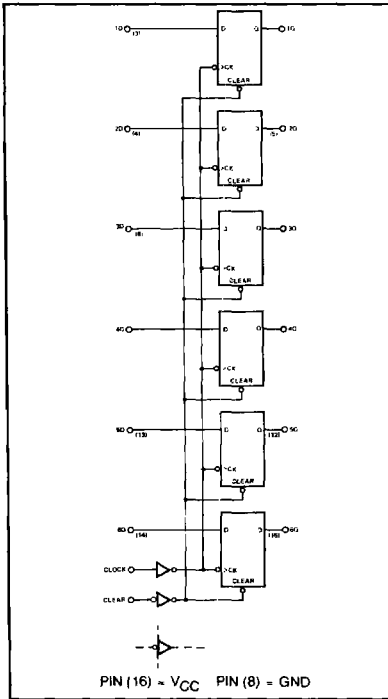 1D (3) D Q 1Q
>CK
CLEAR
2D (4) D Q (5) 2Q
>CK
CLEAR
3D (6) D Q 3Q
>CK
CLEAR
4D D Q 4Q
>CK
CLEAR
5D (13) D Q (12) 5Q
>CK
CLEAR
6D (14) D Q (15) 6Q
CLOCK >CK
CLEAR CLEAR
PIN (16) = VCC PIN (8) = GND